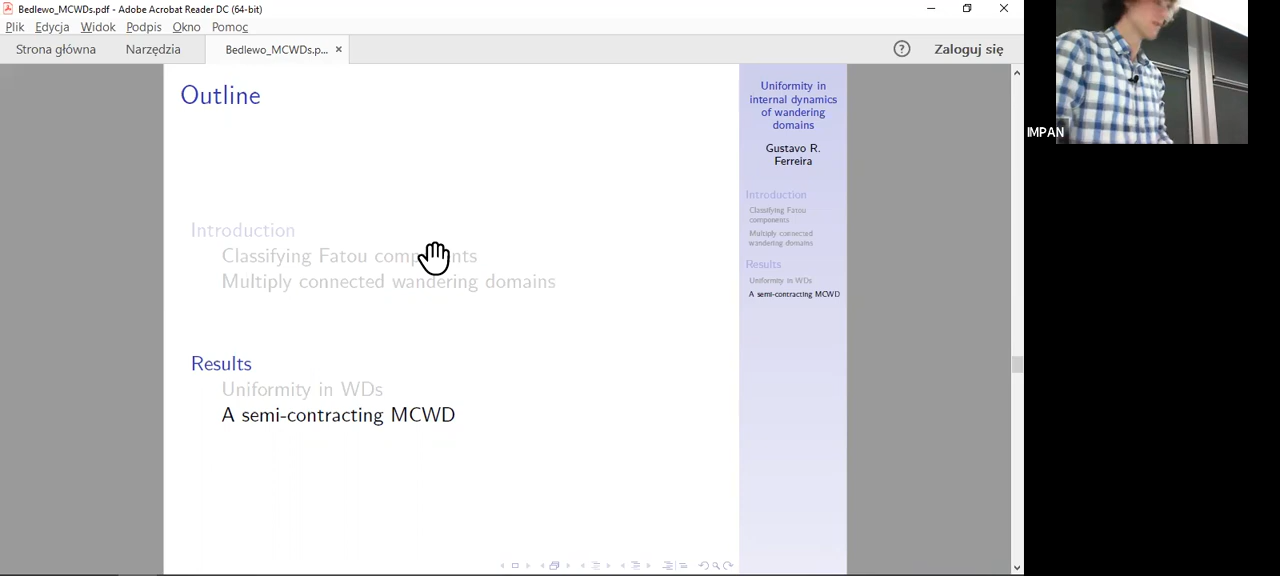 Bedlewo_MCWDs.pdf - Adobe Acrobat Reader DC (64-bit)
Plik Edycja Widok Podpis Okno Pomoc
Strona główna Narzędzia Bedlewo_MCWDs.p... × ? Zaloguj się
Outline
Introduction
Classifying Fatou components
Multiply connected wandering domains
Results
Uniformity in WDs
A semi-contracting MCWD
Uniformity in
internal dynamics
of wandering
domains
Gustavo R.
Ferreira
Introduction
Classifying Fatou
components
Multiply connected
wandering domains
Results
Uniformity in WDs
A semi-contracting MCWD
IMPAN